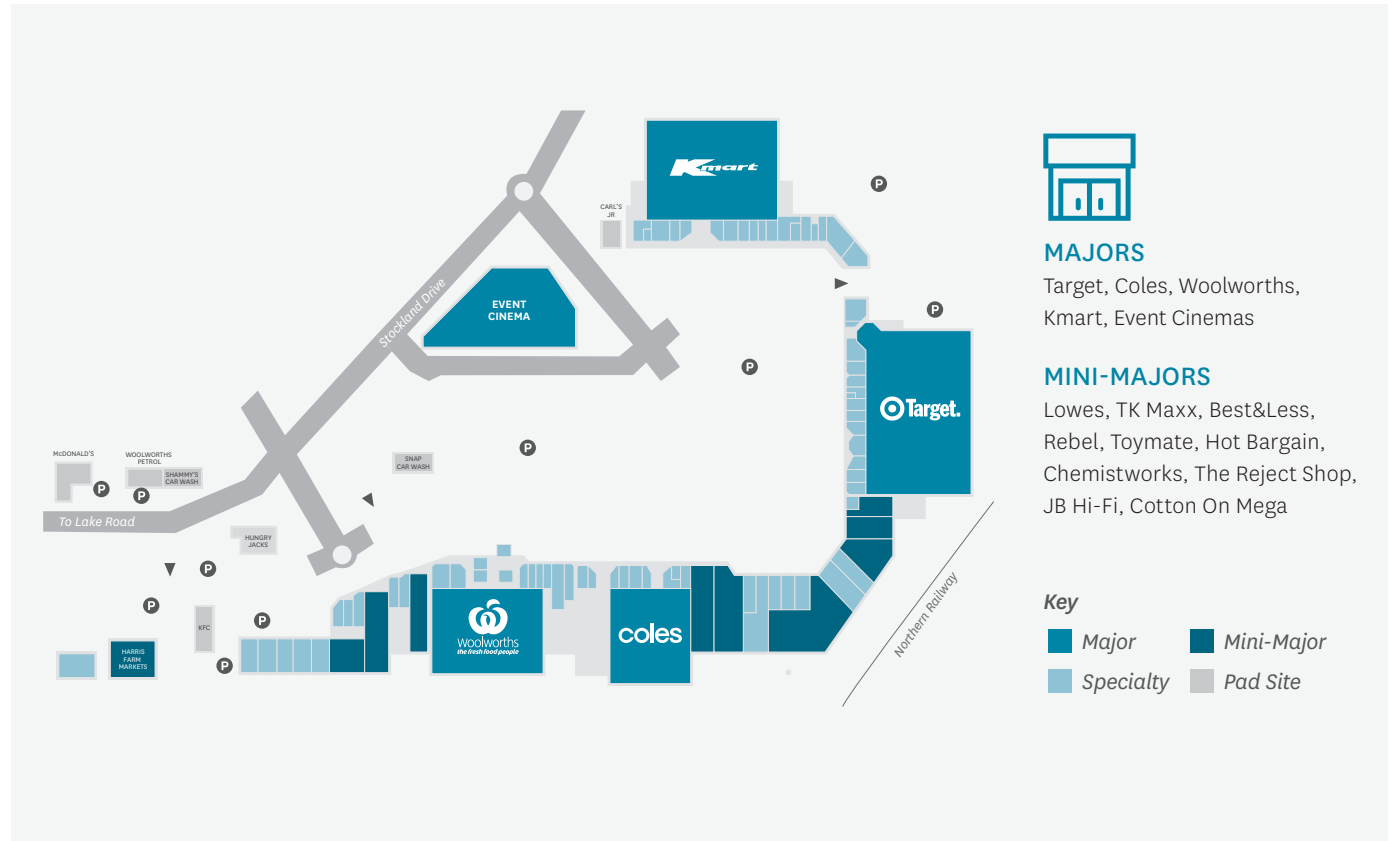 Kmart
CARL'S
JR
P
P
EVENT
CINEMA
Stockland Drive
P
Target.
P
SNAP
CAR WASH
McDONALD'S
WOOLWORTHS
PETROL
SHAMMY'S
CAR WASH
P
P
To Lake Road
HUNGRY
JACKS
P
P
KFC
P
P
HARRIS
FARM
MARKETS
Woolworths
the fresh food people
coles
Northern Railway
MAJORS
Target, Coles, Woolworths,
Kmart, Event Cinemas
MINI-MAJORS
Lowes, TK Maxx, Best&Less,
Rebel, Toymate, Hot Bargain,
Chemistworks, The Reject Shop,
JB Hi-Fi, Cotton On Mega
Key
Major
Mini-Major
Specialty
Pad Site